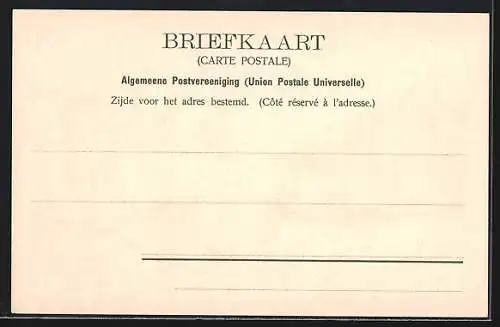 BRIEFKAART
(CARTE POSTALE)
Algemeene Postvereeniging (Union Postale Universelle)
Zijde voor het adres bestemd. (Côté réservé à l'adresse.)